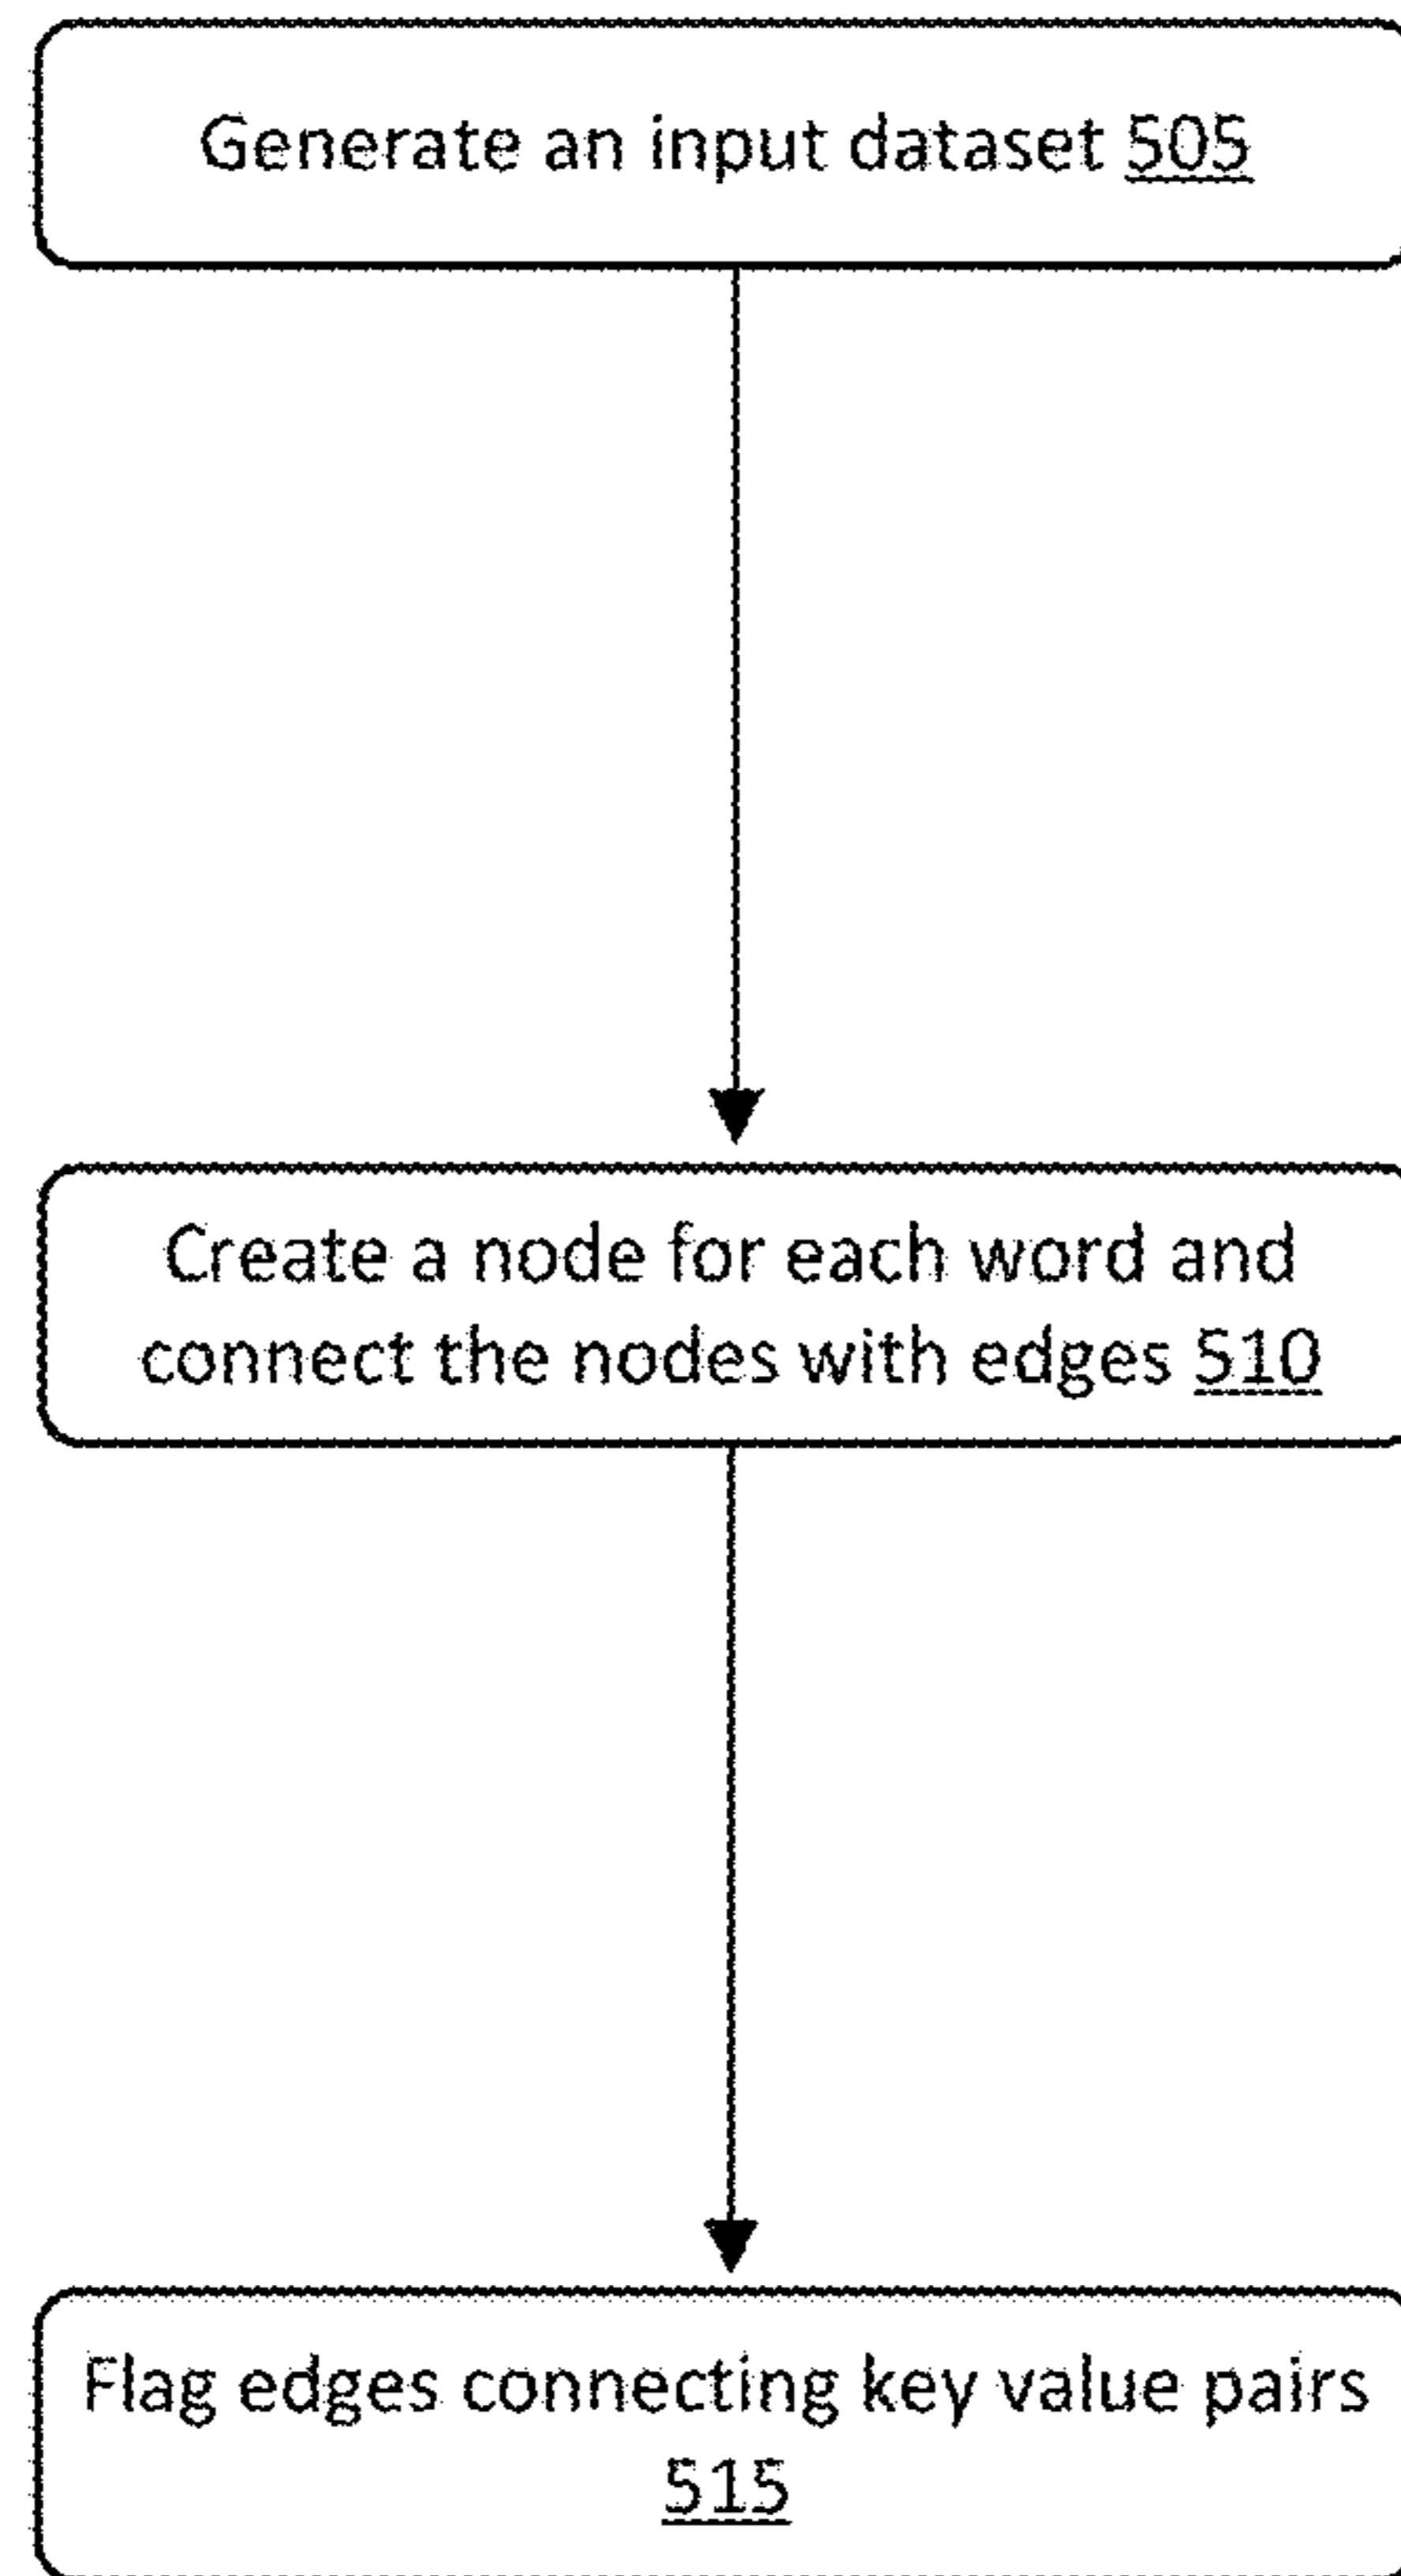 Generate an input dataset 505
Create a node for each word and
connect the nodes with edges 510
Flag edges connecting key value pairs
515